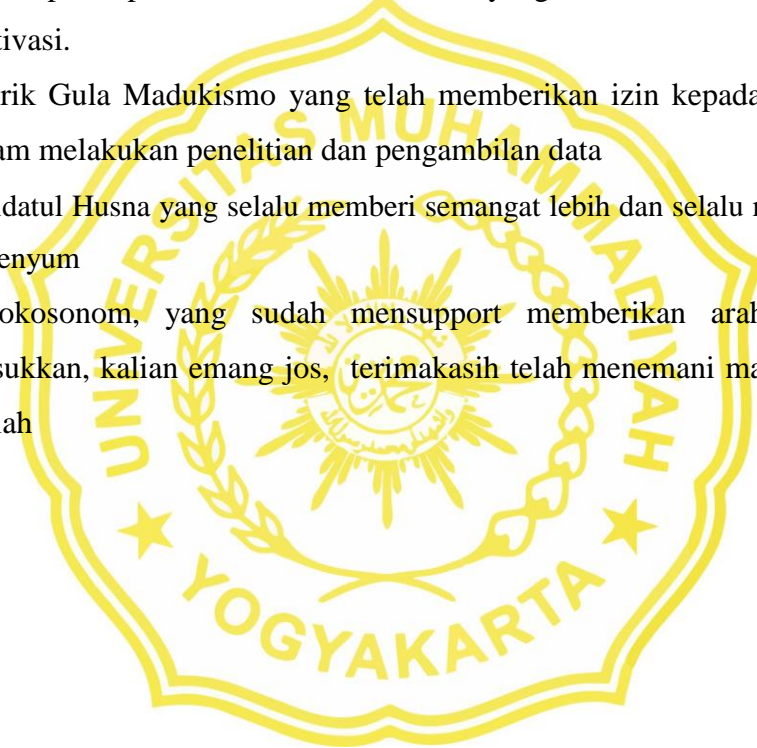 tivasi.
rik Gula Madukismo yang telah memberikan izin kepada
am melakukan penelitian dan pengambilan data
datul Husna yang selalu memberi semangat lebih dan selalu
enyum
okosonom, yang sudah mensupport memberikan arah
sukkan, kalian emang jos, terimakasih telah menemani ma
ah
UNIVERSITAS MUHAMMADIYAH
YOGYAKARTA